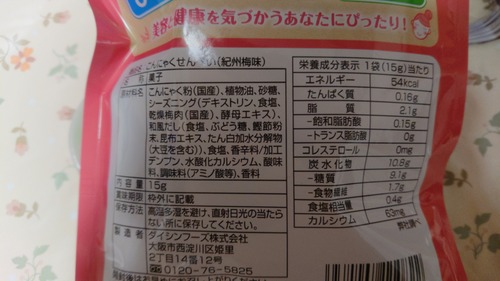 美容と健康を気づかうあなたにぴったり！
こんにゃくせんべい(紀州梅味)
菓子
こんにゃく粉(国産)、植物油、砂糖、
シーズニング(デキストリン、食塩、
乾燥梅肉(国産)、酵母エキス)、
和風だし(食塩、ぶどう糖、鰹節粉
末、昆布エキス、たん白加水分解物
(大豆を含む))、食塩、香辛料/加工
デンプン、水酸化カルシウム、酸味
料、調味料(アミノ酸等)、香料
15g
賞味期限 枠外に記載
保存方法 高温多湿を避け、直射日光の当たら
ない所に保存してください。
製造者 ダイシンフーズ株式会社
大阪市西淀川区姫里
2丁目14番12号
0120-76-5825
栄養成分表示 1袋(15g)当たり
エネルギー 64kcal
たんぱく質 0.16g
脂質 2.1g
-飽和脂肪酸 0.15g
-トランス脂肪酸 0g
コレステロール 0mg
炭水化物 10.8g
-糖質 9.1g
-食物繊維 1.7g
食塩相当量 0.4g
カルシウム 63mg
弊社調べ